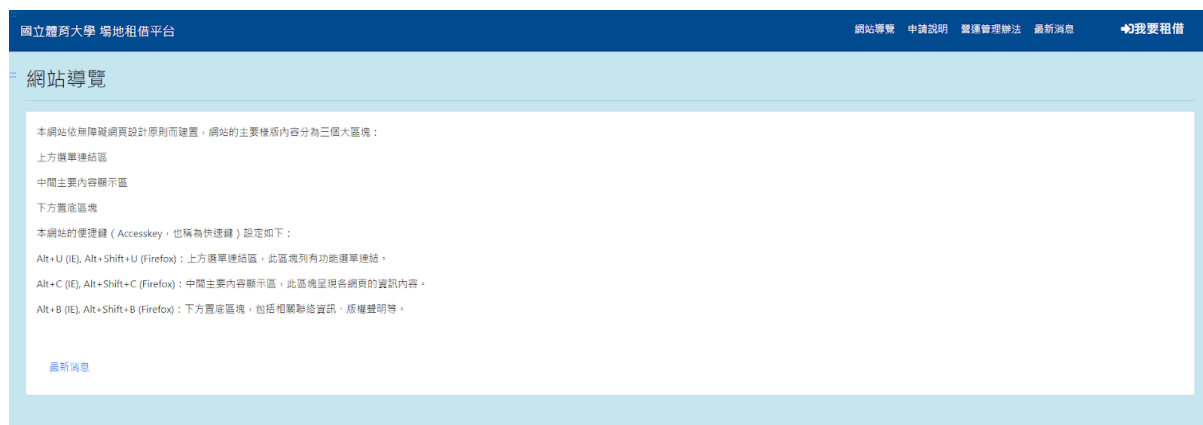 :::
國立體育大學 場地租借平台
網站導覽 申請說明 營運管理辦法 最新消息 我要租借
:::
網站導覽
本網站依無障礙網頁設計原則而建置，網站的主要樣版內容分為三個大區塊：
上方選單連結區
中間主要內容顯示區
下方置底區塊
本網站的便捷鍵 ( Accesskey，也稱為快速鍵 ) 設定如下：
Alt+U (IE), Alt+Shift+U (Firefox)：上方選單連結區，此區塊列有功能選單連結。
Alt+C (IE), Alt+Shift+C (Firefox)：中間主要內容顯示區，此區塊呈現各網頁的資訊內容。
Alt+B (IE), Alt+Shift+B (Firefox)：下方置底區塊，包括相關聯絡資訊、版權聲明等。
最新消息